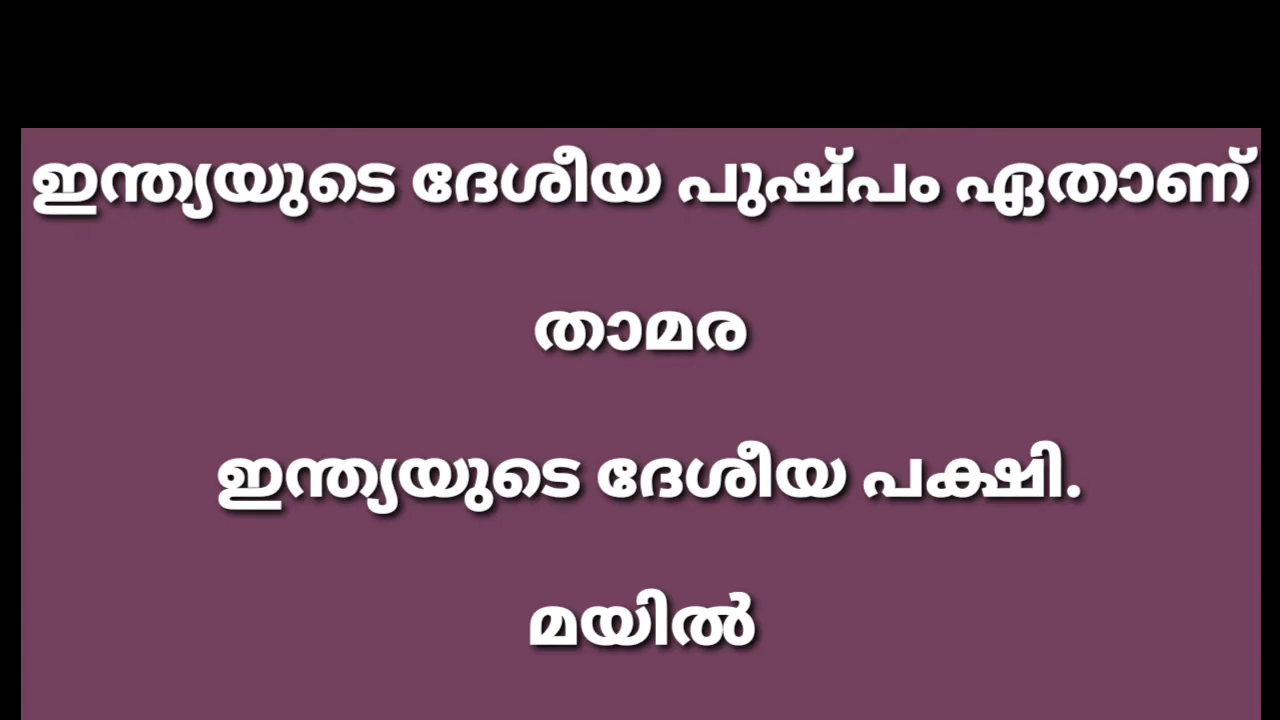 ഇന്ത്യയുടെ ദേശീയ പുഷ്പം ഏതാണ്
താമര
ഇന്ത്യയുടെ ദേശീയ പക്ഷി.
മയിൽ